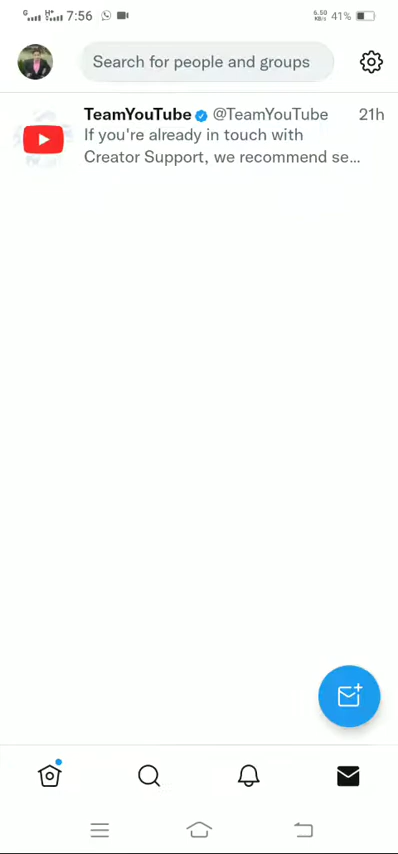 G H+ 7:56 6.50 KB/s 41%
Search for people and groups
TeamYouTube @TeamYouTube 21h
If you're already in touch with
Creator Support, we recommend se...